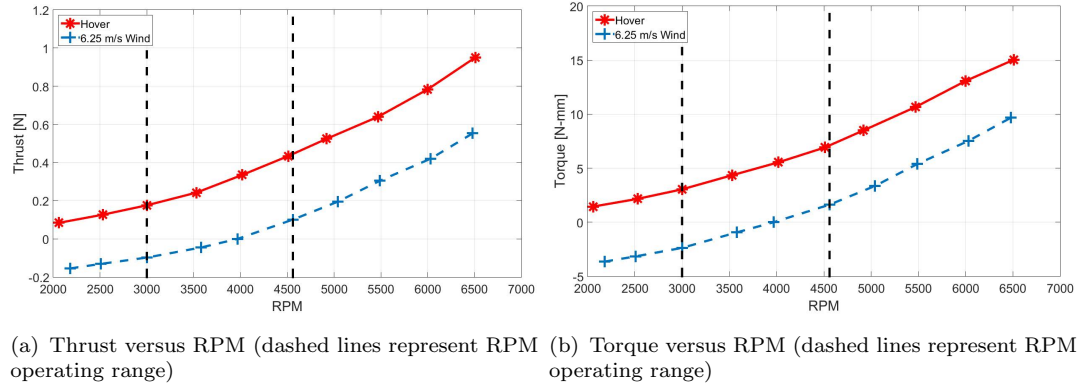 1.2
1
0.8
0.6
0.4
0.2
0
-0.2
Thrust [N]
Hover
'6.25 m/s Wind
2000 2500 3000 3500 4000 4500 5000 5500 6000 6500 7000
RPM
(a) Thrust versus RPM (dashed lines represent RPM
operating range)
20
15
10
5
0
-5
Torque [N-mm]
Hover
'6.25 m/s Wind
2000 2500 3000 3500 4000 4500 5000 5500 6000 6500 7000
RPM
(b) Torque versus RPM (dashed lines represent RPM
operating range)